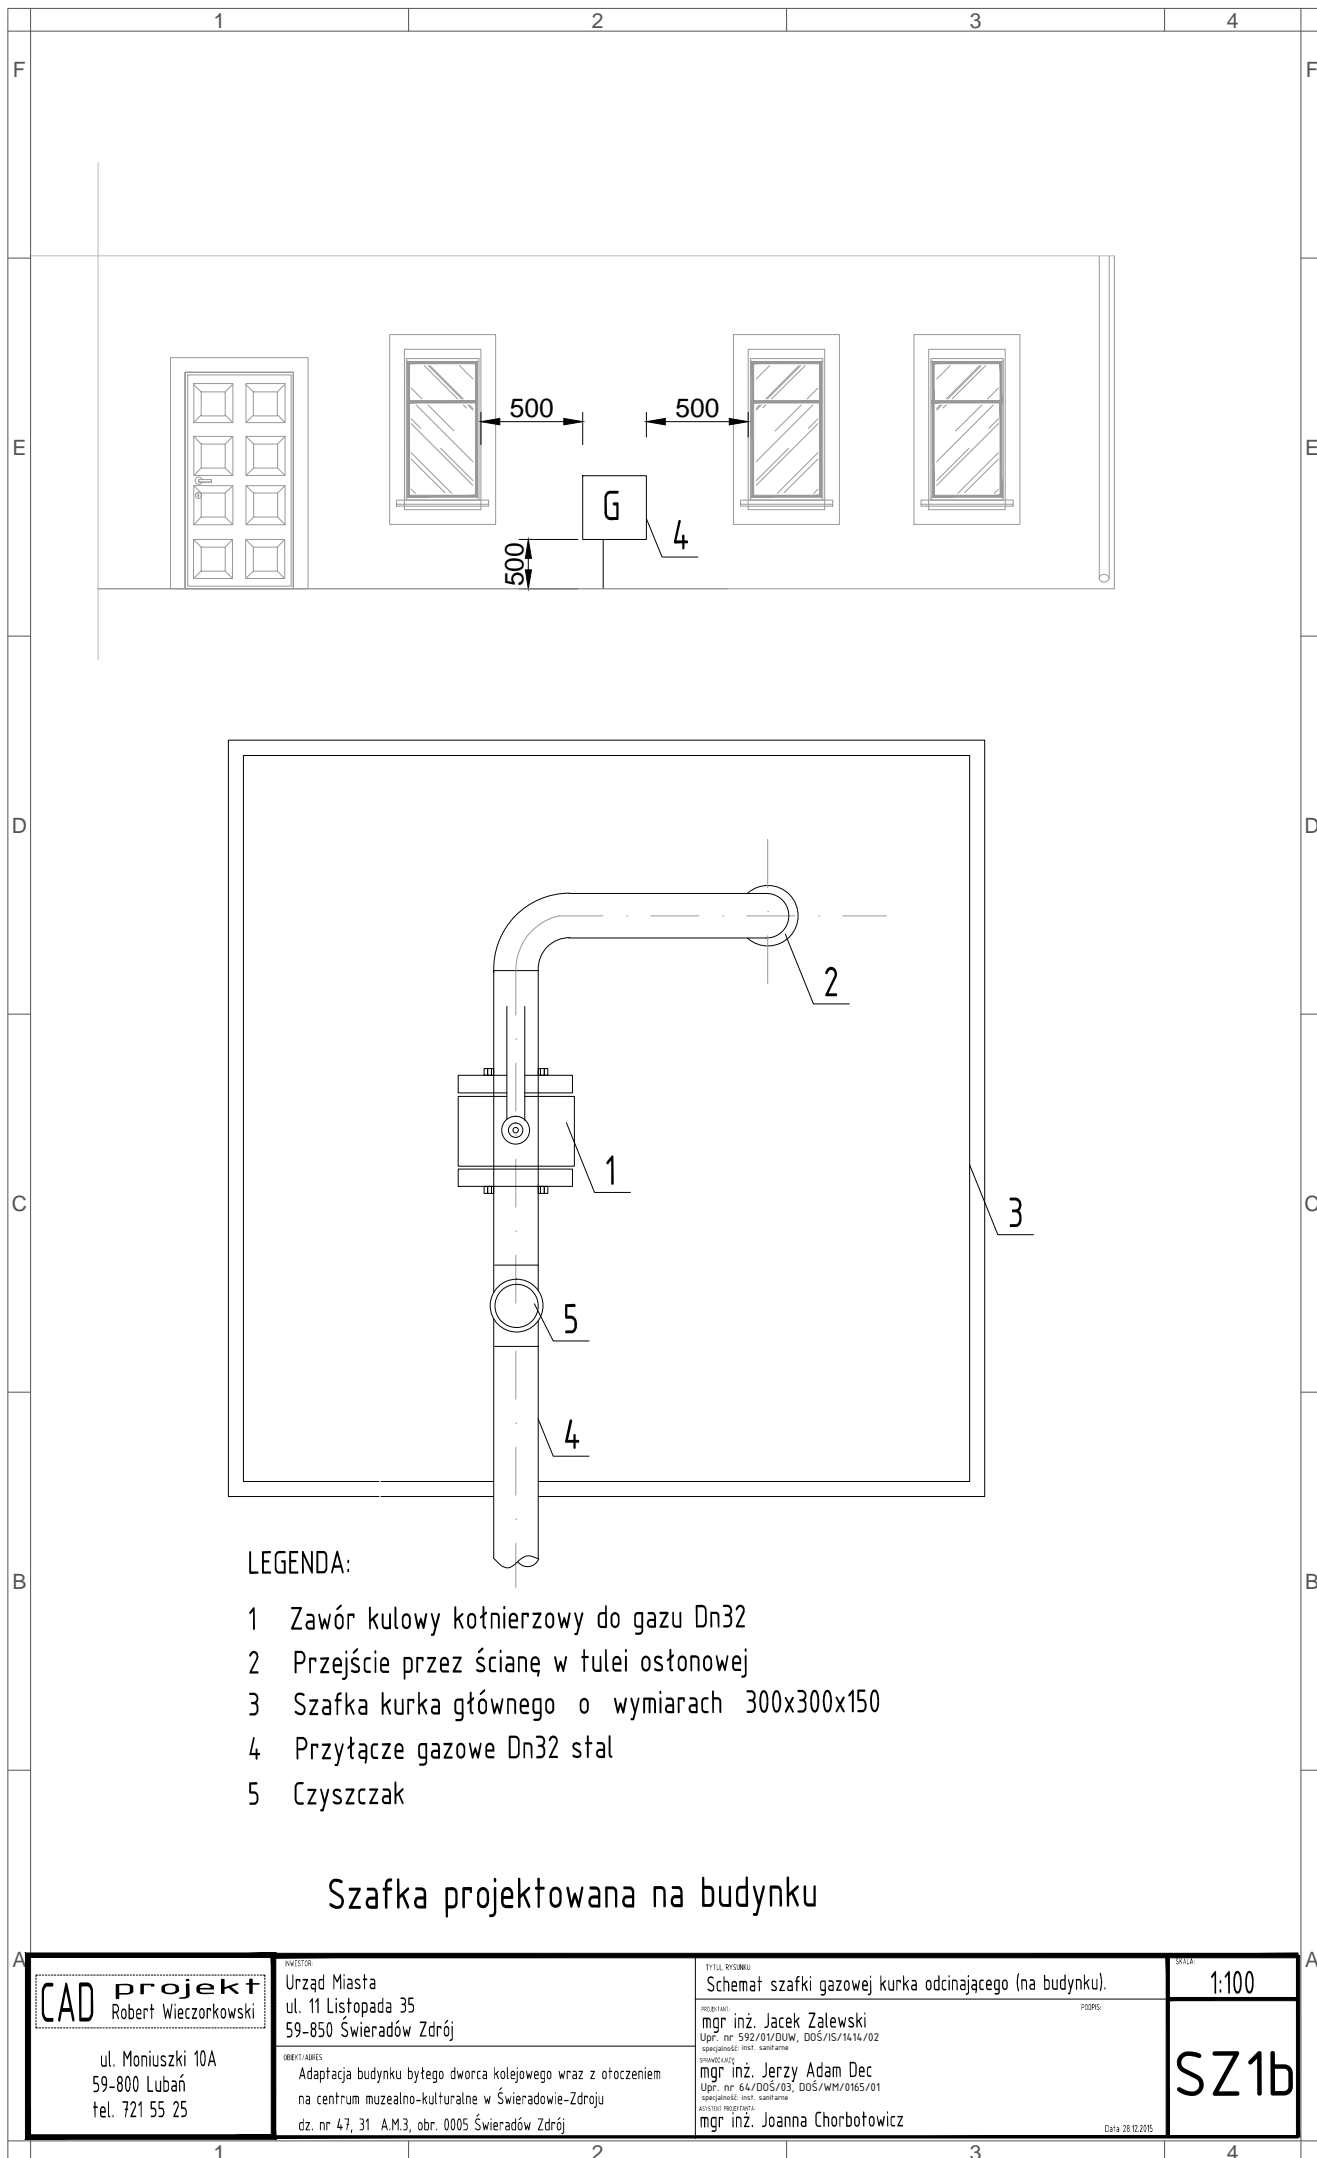 1 2 3 4
F F
500 500
E E
G
4
500
D D
2
1
C C
3
5
4
LEGENDA:
B B
1 Zawór kulowy kołnierzowy do gazu Dn32
2 Przejście przez ścianę w tulei osłonowej
3 Szafka kurka głównego o wymiarach 300x300x150
4 Przyłącze gazowe Dn32 stal
5 Czyszczak
Szafka projektowana na budynku
A A
CAD projekt
Robert Wieczorkowski
ul. Moniuszki 10A
59-800 Lubań
tel. 721 55 25
INWESTOR:
Urząd Miasta
ul. 11 Listopada 35
59-850 Świeradów Zdrój
OBIEKT/ADRES
Adaptacja budynku byłego dworca kolejowego wraz z otoczeniem
na centrum muzealno-kulturalne w Świeradowie-Zdroju
dz. nr 47, 31 A.M.3, obr. 0005 Świeradów Zdrój
TYTUŁ RYSUNKU:
Schemat szafki gazowej kurka odcinającego (na budynku).
PROJEKTANT: PODPIS:
mgr inż. Jacek Zalewski
Upr. nr 592/01/DUW, DOŚ/IS/1414/02
specjalność: inst. sanitarne
SPRAWDZAJĄCY
mgr inż. Jerzy Adam Dec
Upr. nr 64/DOŚ/03, DOŚ/WM/0165/01
specjalność: inst. sanitarne
ASYSTENT PROJEKTANTA:
mgr inż. Joanna Chorbotowicz
Data 28.12.2015
SKALA:
1:100
SZ1b
1 2 3 4